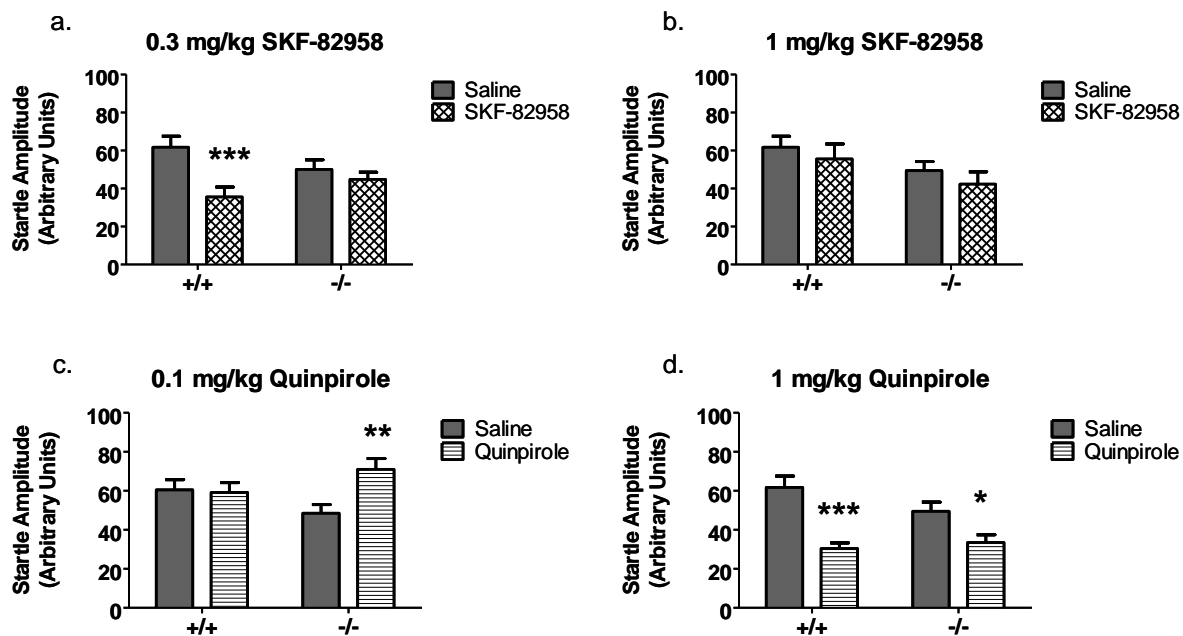 a.
0.3 mg/kg SKF-82958
Startle Amplitude
(Arbitrary Units)
100
80
60
40
20
0
***
+/+
-/-
Saline
SKF-82958
b.
1 mg/kg SKF-82958
Startle Amplitude
(Arbitrary Units)
100
80
60
40
20
0
+/+
-/-
Saline
SKF-82958
c.
0.1 mg/kg Quinpirole
Startle Amplitude
(Arbitrary Units)
100
80
60
40
20
0
**
+/+
-/-
Saline
Quinpirole
d.
1 mg/kg Quinpirole
Startle Amplitude
(Arbitrary Units)
100
80
60
40
20
0
***
*
+/+
-/-
Saline
Quinpirole